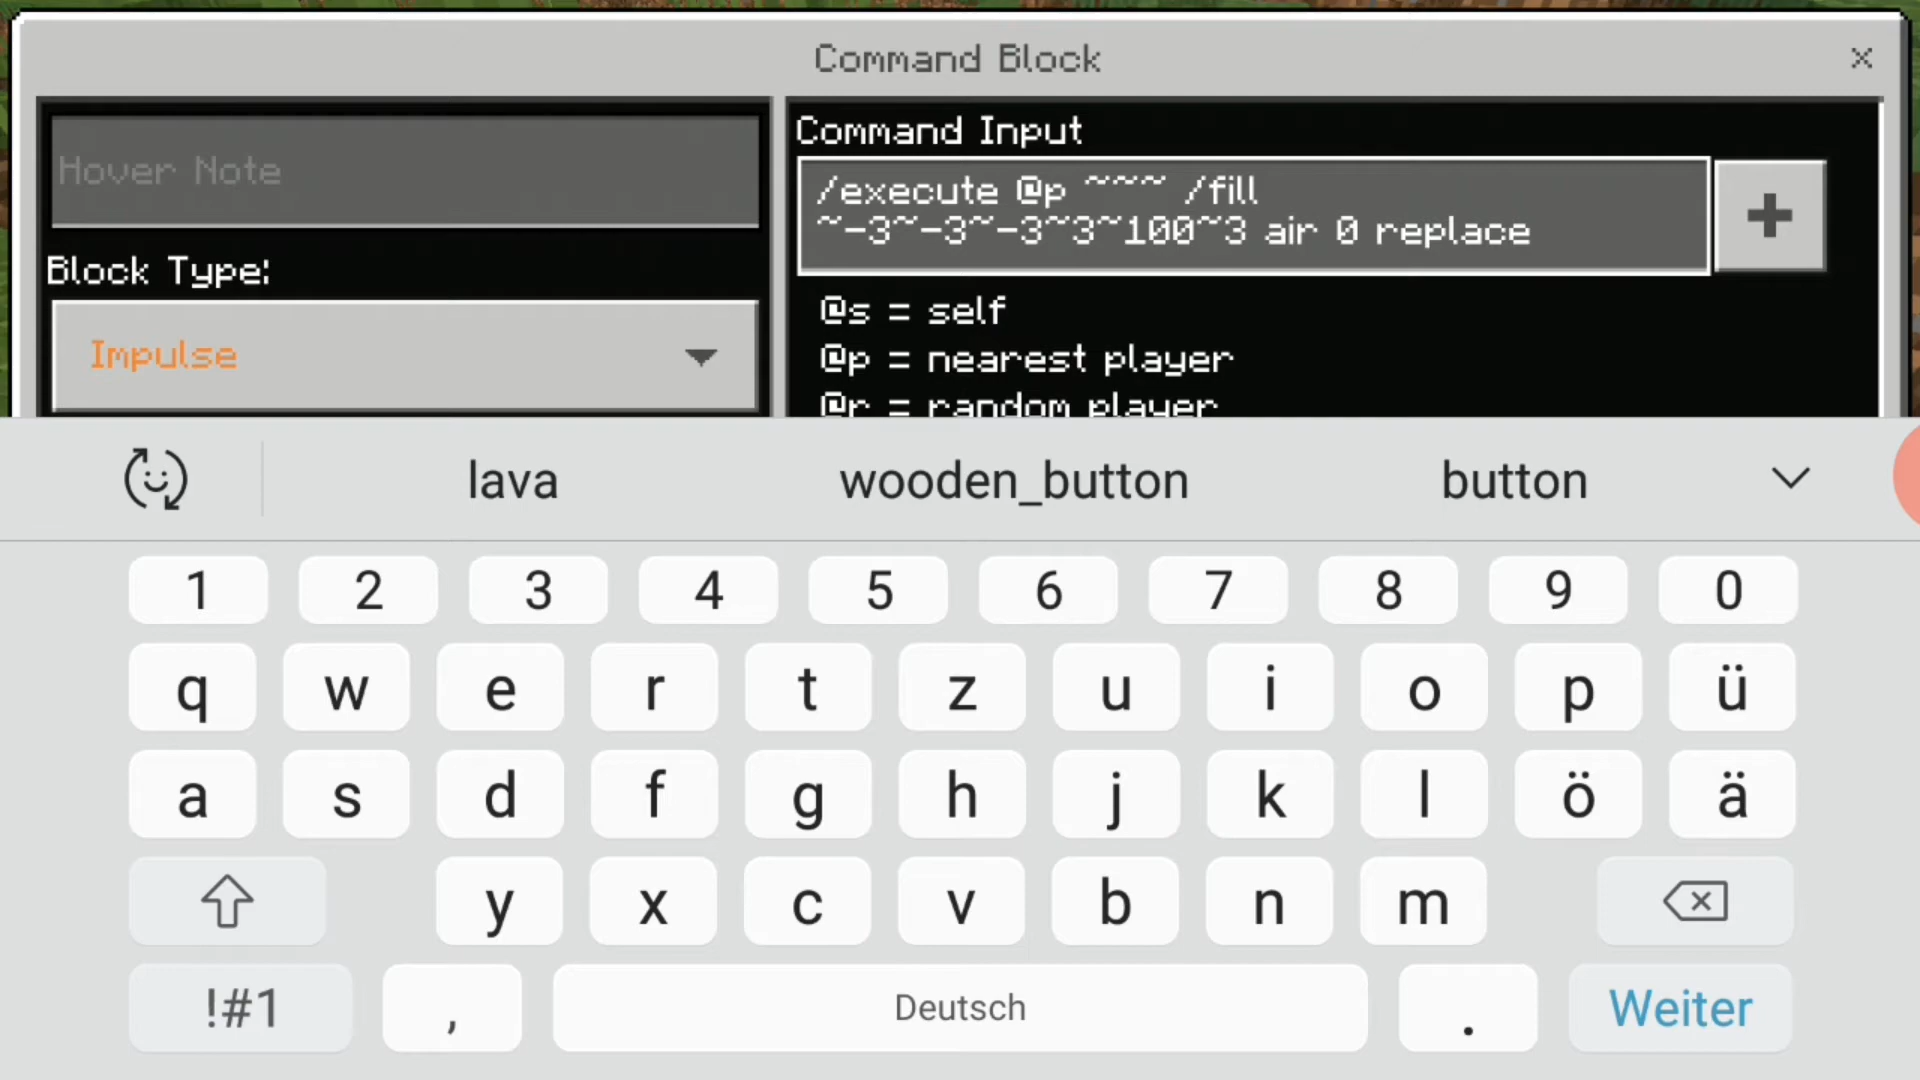 Command Block
Hover Note
Block Type:
Impulse
Command Input
/execute @p ~~~ /fill
~-3~-3~-3~3~100~3 air 0 replace
@s = self
@p = nearest player
@r = random player
lava wooden_button button
1 2 3 4 5 6 7 8 9 0
q w e r t z u i o p ü
a s d f g h j k l ö ä
y x c v b n m
!#1 , Deutsch . Weiter